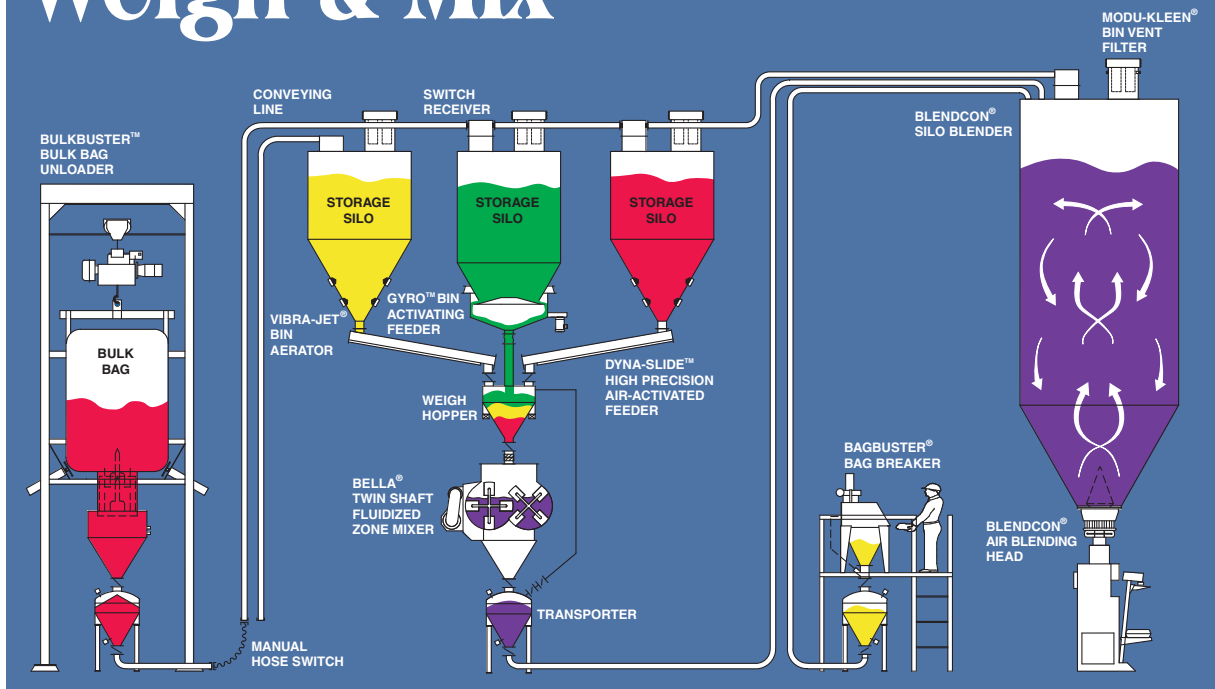 Weigh & Mix
MODU-KLEEN®
BIN VENT
FILTER
CONVEYING
LINE
SWITCH
RECEIVER
BLENDCON®
SILO BLENDER
BULKBUSTER™
BULK BAG
UNLOADER
STORAGE
SILO
STORAGE
SILO
STORAGE
SILO
GYRO™ BIN
ACTIVATING
FEEDER
VIBRA-JET®
BIN
AERATOR
BULK
BAG
DYNA-SLIDE™
HIGH PRECISION
AIR-ACTIVATED
FEEDER
WEIGH
HOPPER
BAGBUSTER®
BAG BREAKER
BELLA®
TWIN SHAFT
FLUIDIZED
ZONE MIXER
BLENDCON®
AIR BLENDING
HEAD
TRANSPORTER
MANUAL
HOSE SWITCH